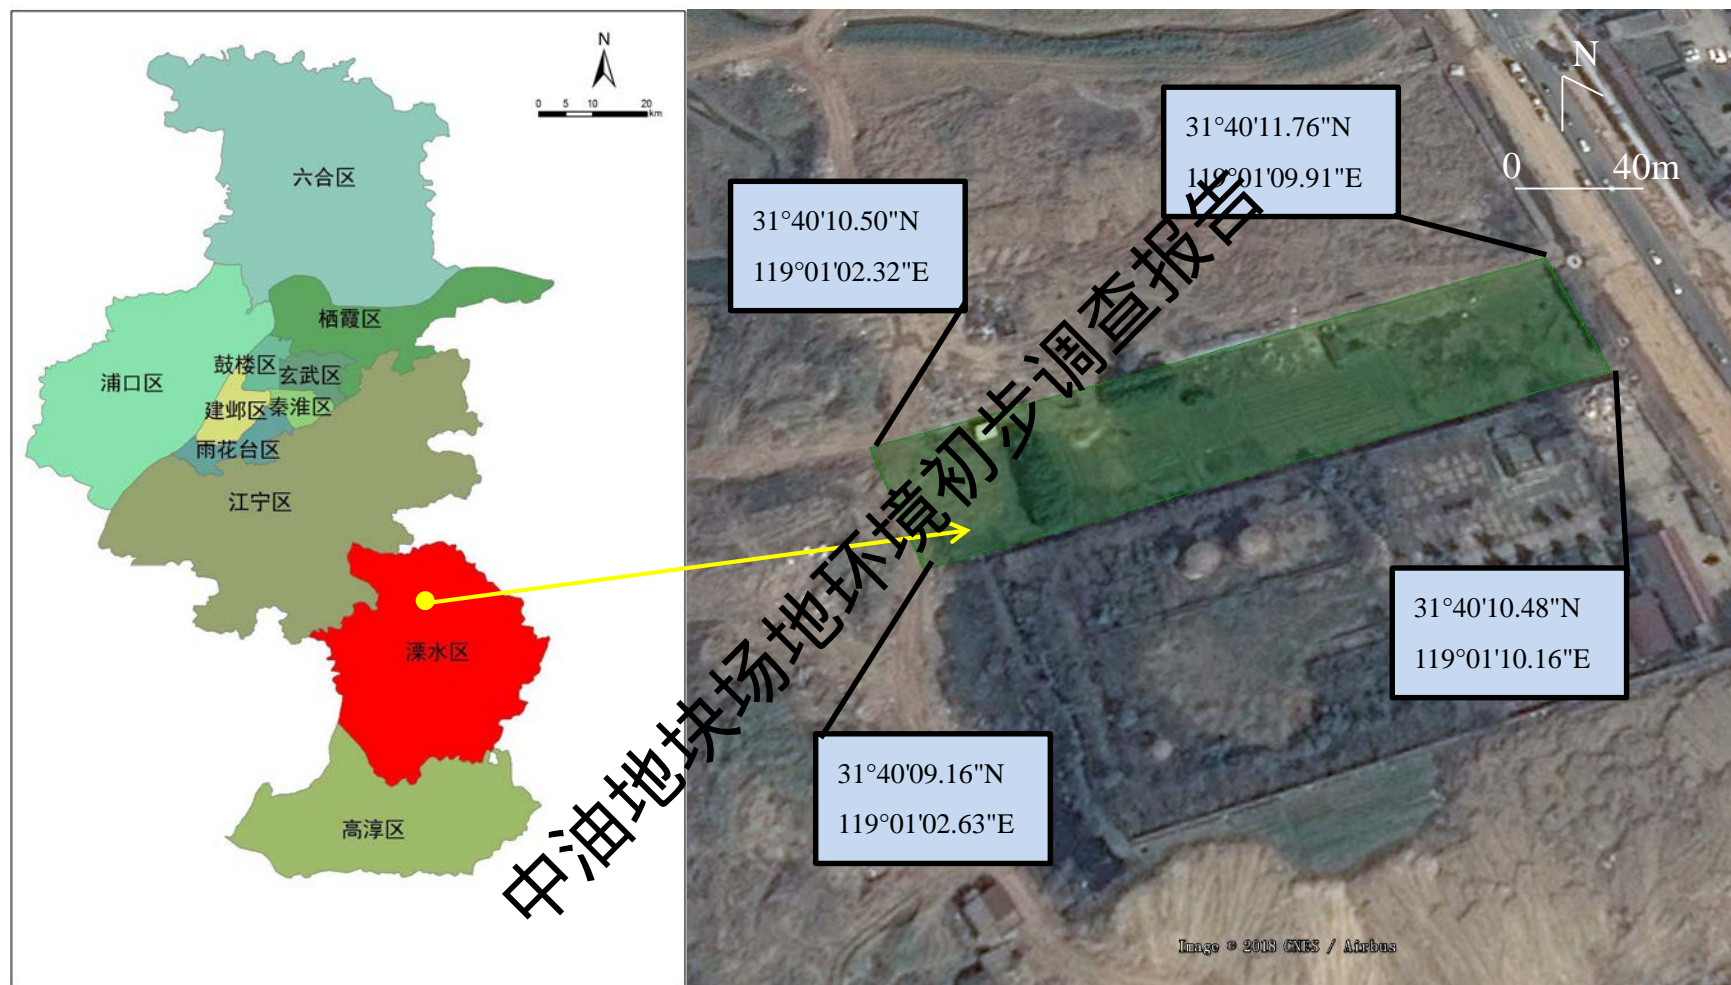 N
0 5 10 20
km
六合区
栖霞区
鼓楼区
玄武区
浦口区
建邺区
秦淮区
雨花台区
江宁区
溧水区
高淳区
N
0 40m
31°40'11.76"N
119°01'09.91"E
31°40'10.50"N
119°01'02.32"E
31°40'10.48"N
119°01'10.16"E
31°40'09.16"N
119°01'02.63"E
中油地块场地环境初步调查报告
Image © 2018 CNES / Airbus